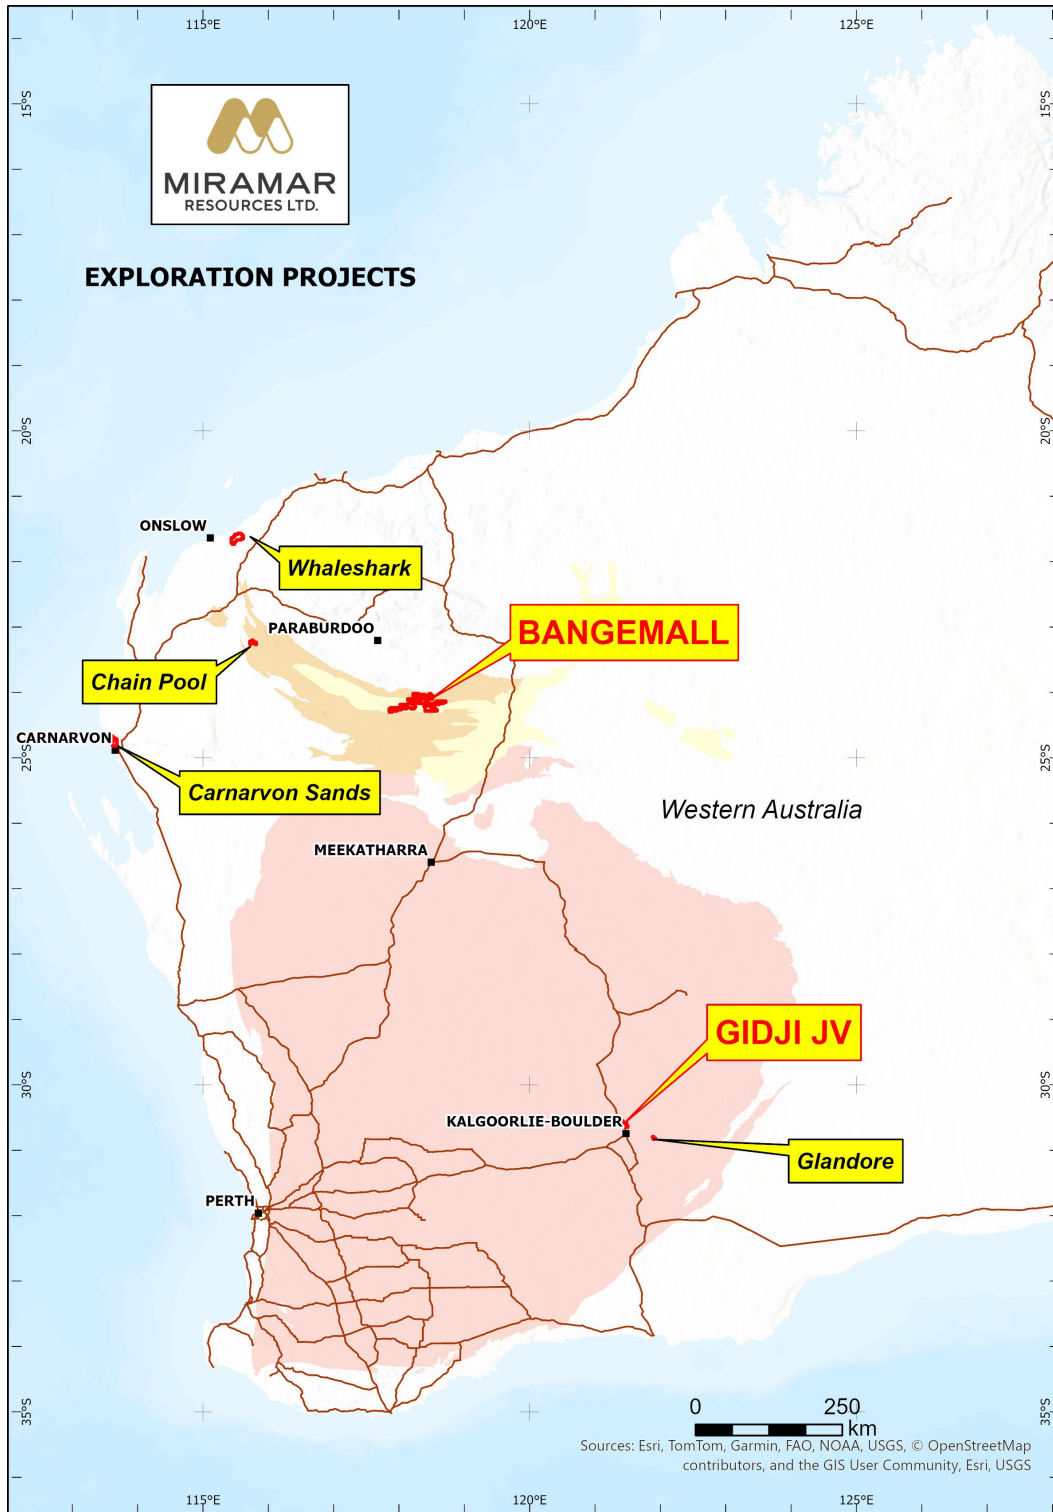 115°E
120°E
125°E
15°S
15°S
MIRAMAR
RESOURCES LTD.
EXPLORATION PROJECTS
20°S
20°S
ONSLOW
Whaleshark
PARABURDOO
BANGEMALL
Chain Pool
CARNARVON
25°S
25°S
Carnarvon Sands
Western Australia
MEEKATHARRA
GIDJI JV
30°S
30°S
KALGOORLIE-BOULDER
Glandore
PERTH
35°S
35°S
0 250
km
Sources: Esri, TomTom, Garmin, FAO, NOAA, USGS, © OpenStreetMap
contributors, and the GIS User Community, Esri, USGS
115°E
120°E
125°E